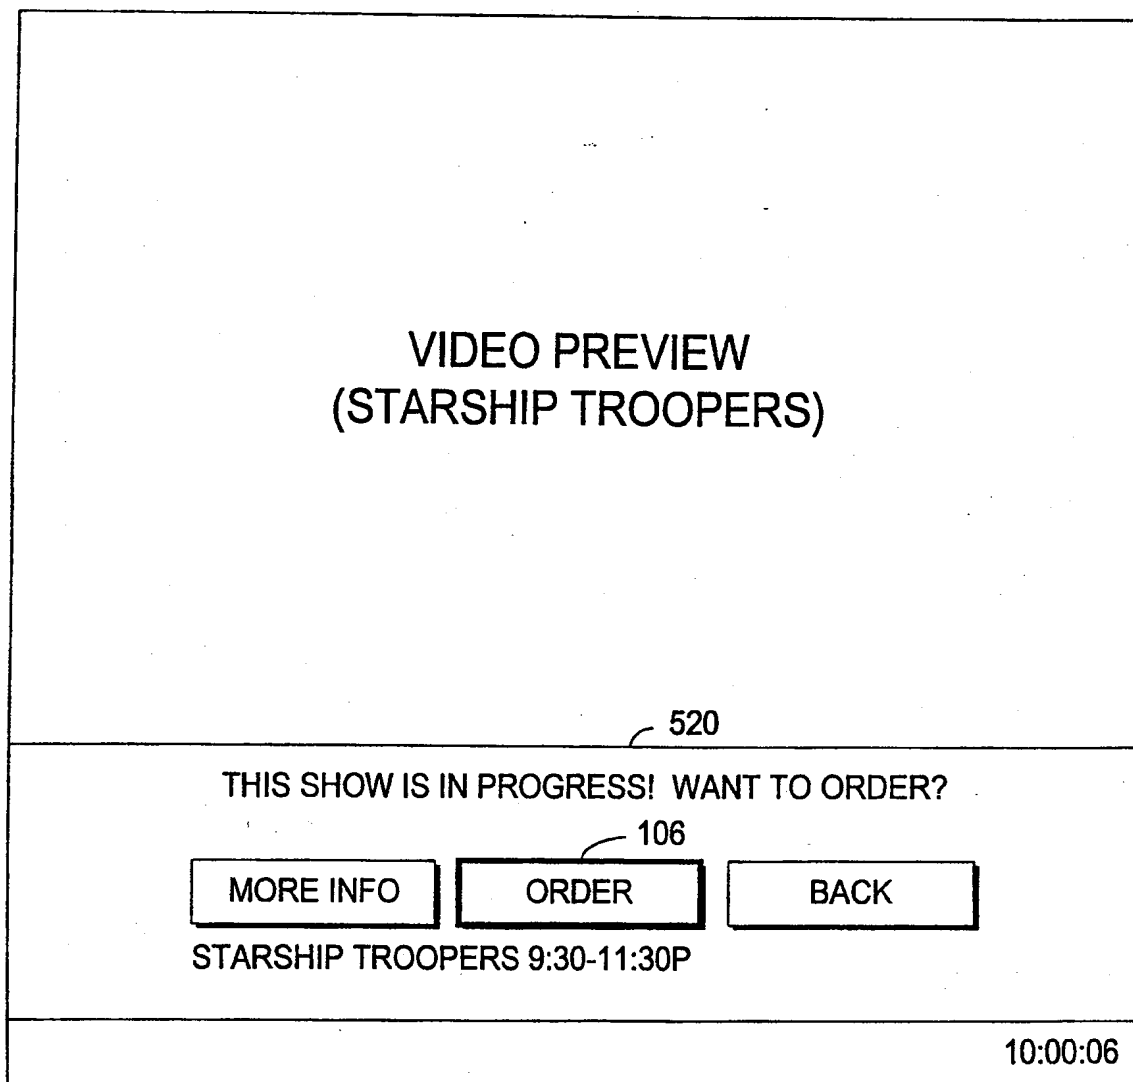 VIDEO PREVIEW
(STARSHIP TROOPERS)
520
THIS SHOW IS IN PROGRESS! WANT TO ORDER?
106
MORE INFO ORDER BACK
STARSHIP TROOPERS 9:30-11:30P
10:00:06